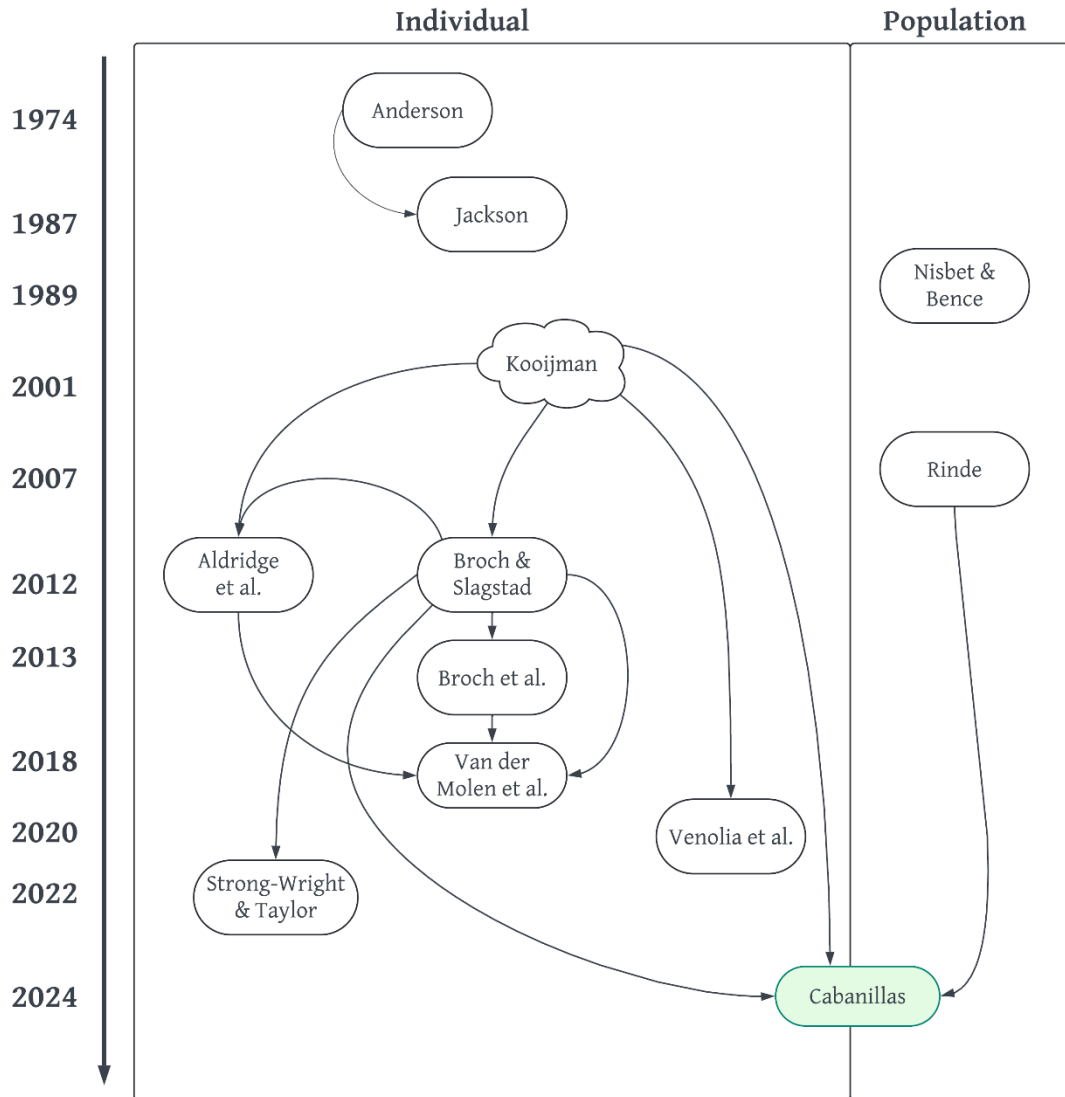 Individual
Population
1974
Anderson
1987
Jackson
1989
Nisbet &
Bence
2001
Kooijman
2007
Rinde
2012
Aldridge
et al.
Broch &
Slagstad
2013
Broch et al.
2018
Van der
Molen et al.
2020
Venolia et al.
2022
Strong-Wright
& Taylor
2024
Cabanillas